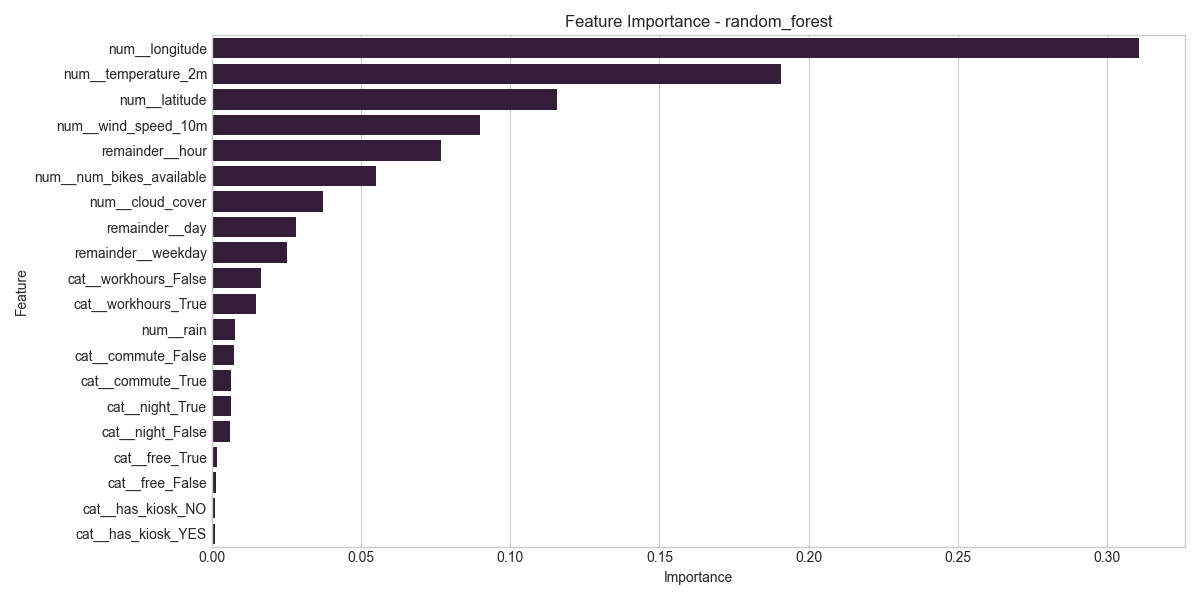 Feature Importance - random_forest
num__longitude
num__temperature_2m
num__latitude
num__wind_speed_10m
remainder__hour
num__num_bikes_available
num__cloud_cover
remainder__day
remainder__weekday
cat__workhours_False
cat__workhours_True
num__rain
cat__commute_False
cat__commute_True
cat__night_True
cat__night_False
cat__free_True
cat__free_False
cat__has_kiosk_NO
cat__has_kiosk_YES
Feature
0.00 0.05 0.10 0.15 0.20 0.25 0.30
Importance